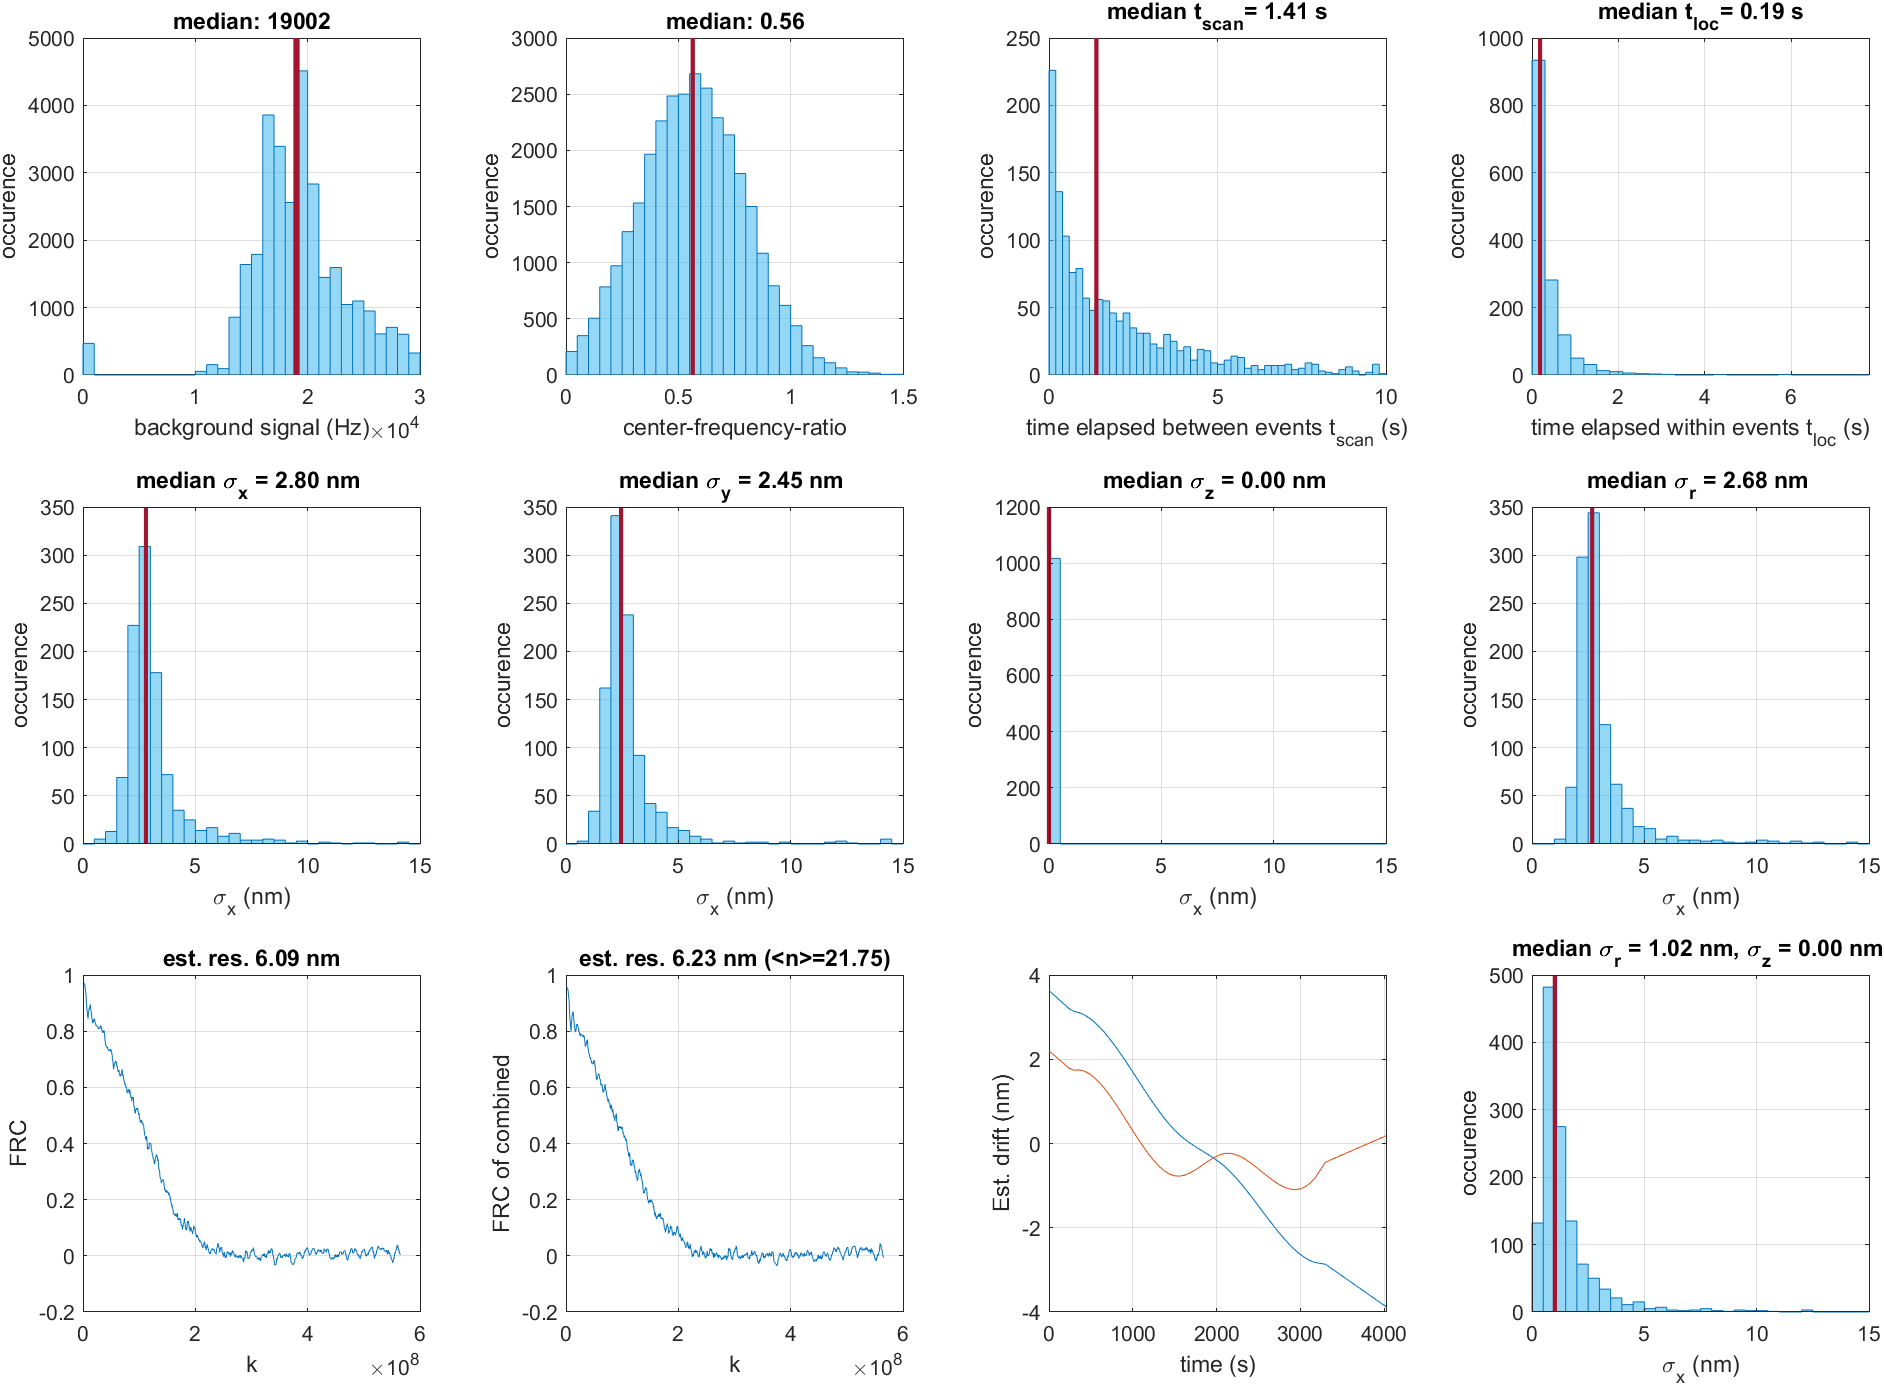 median: 19002
5000
4000
3000
2000
1000
0
occurence
0 1 2 3
background signal (Hz) ×10⁴
median: 0.56
3000
2500
2000
1500
1000
500
0
occurence
0 0.5 1 1.5
center-frequency-ratio
median t_scan = 1.41 s
250
200
150
100
50
0
occurence
0 5 10
time elapsed between events t_scan (s)
median t_loc = 0.19 s
1000
800
600
400
200
0
occurence
0 2 4 6
time elapsed within events t_loc (s)
median σ_x = 2.80 nm
350
300
250
200
150
100
50
0
occurence
0 5 10 15
σ_x (nm)
median σ_y = 2.45 nm
350
300
250
200
150
100
50
0
occurence
0 5 10 15
σ_x (nm)
median σ_z = 0.00 nm
1200
1000
800
600
400
200
0
occurence
0 5 10 15
σ_x (nm)
median σ_r = 2.68 nm
350
300
250
200
150
100
50
0
occurence
0 5 10 15
σ_x (nm)
est. res. 6.09 nm
1
0.8
0.6
0.4
0.2
0
-0.2
FRC
0 2 4 6
k ×10⁸
est. res. 6.23 nm (<n>=21.75)
1
0.8
0.6
0.4
0.2
0
-0.2
FRC of combined
0 2 4 6
k ×10⁸
4
2
0
-2
-4
Est. drift (nm)
0 1000 2000 3000 4000
time (s)
median σ_r = 1.02 nm, σ_z = 0.00 nm
500
400
300
200
100
0
occurence
0 5 10 15
σ_x (nm)